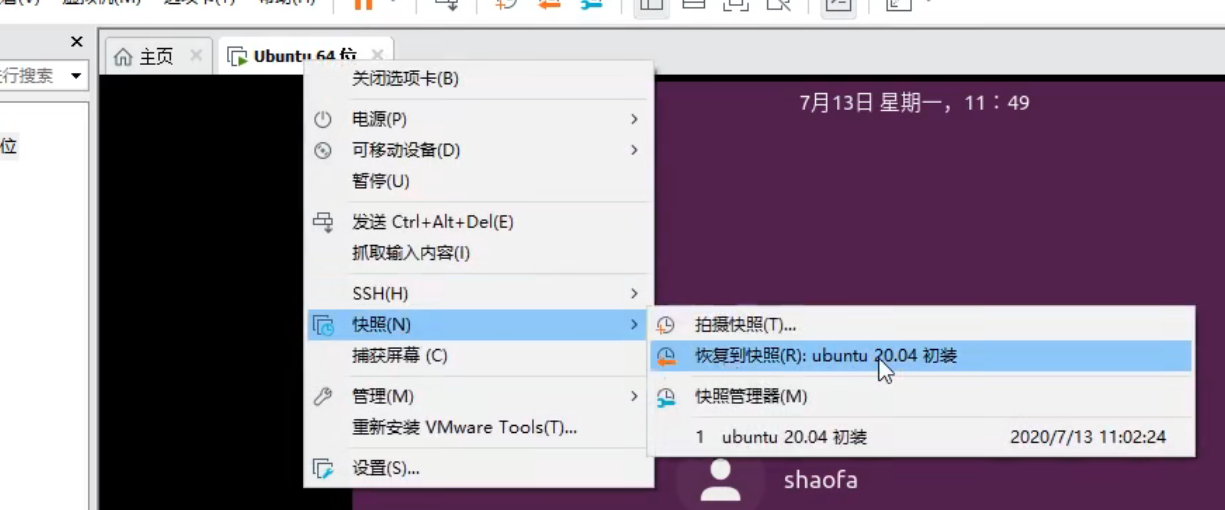 主页
Ubuntu 64 位
行搜索
位
7月13日 星期一，11：49
关闭选项卡(B)
电源(P)
可移动设备(D)
暂停(U)
发送 Ctrl+Alt+Del(E)
抓取输入内容(I)
SSH(H)
快照(N)
捕获屏幕 (C)
管理(M)
重新安装 VMware Tools(T)...
设置(S)...
拍摄快照(T)...
恢复到快照(R): ubuntu 20.04 初装
快照管理器(M)
1 ubuntu 20.04 初装 2020/7/13 11:02:24
shaofa